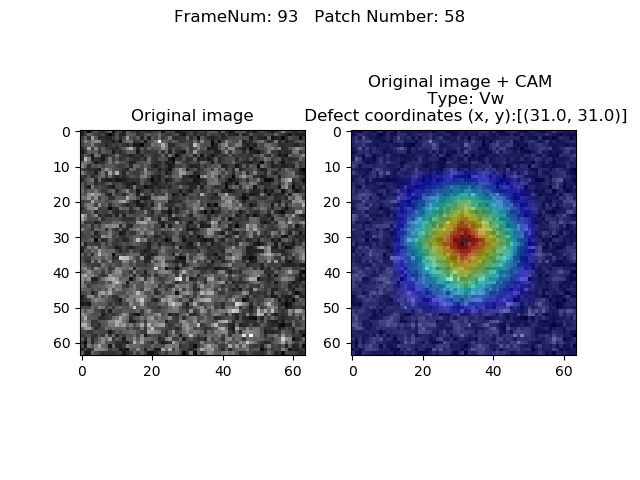 FrameNum: 93   Patch Number: 58
Original image
0
10
20
30
40
50
60
0 20 40 60
Original image + CAM
Type: Vw
Defect coordinates (x, y):[(31.0, 31.0)]
0
10
20
30
40
50
60
0 20 40 60